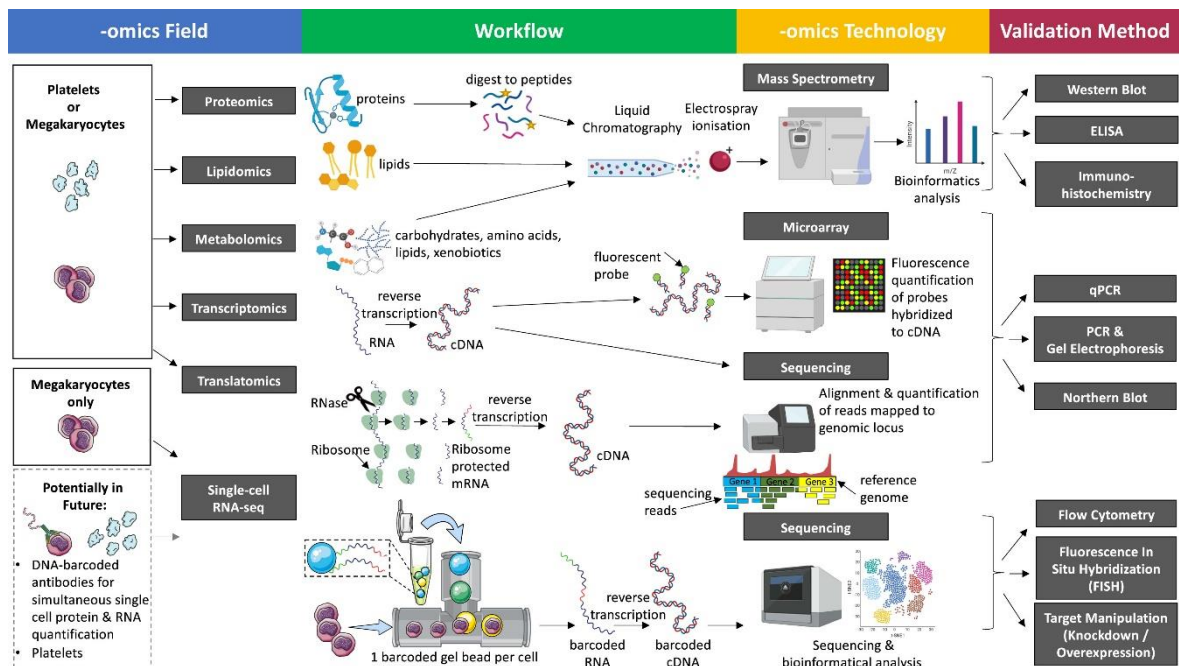 -omics Field
Workflow
-omics Technology
Validation Method
Platelets
or
Megakaryocytes
Megakaryocytes
only
Potentially in
Future:
• DNA-barcoded
antibodies for
simultaneous single
cell protein & RNA
quantification
• Platelets
Proteomics
Lipidomics
Metabolomics
Transcriptomics
Translatomics
Single-cell
RNA-seq
proteins
digest to peptides
lipids
carbohydrates, amino acids,
lipids, xenobiotics
Liquid
Chromatography
Electrospray
ionisation
+
Mass Spectrometry
Intensity
m/Z
Bioinformatics
analysis
reverse
transcription
RNA
cDNA
fluorescent
probe
Microarray
Fluorescence
quantification
of probes
hybridized
to cDNA
Sequencing
Alignment & quantification
of reads mapped to
genomic locus
RNase
Ribosome
Ribosome
protected
mRNA
reverse
transcription
cDNA
Gene 1
Gene 2
Gene 3
sequencing
reads
reference
genome
1 barcoded gel bead per cell
barcoded
RNA
reverse
transcription
barcoded
cDNA
Sequencing
Sequencing &
bioinformatical analysis
Western Blot
ELISA
Immuno-
histochemistry
qPCR
PCR &
Gel Electrophoresis
Northern Blot
Flow Cytometry
Fluorescence In
Situ Hybridization
(FISH)
Target Manipulation
(Knockdown /
Overexpression)